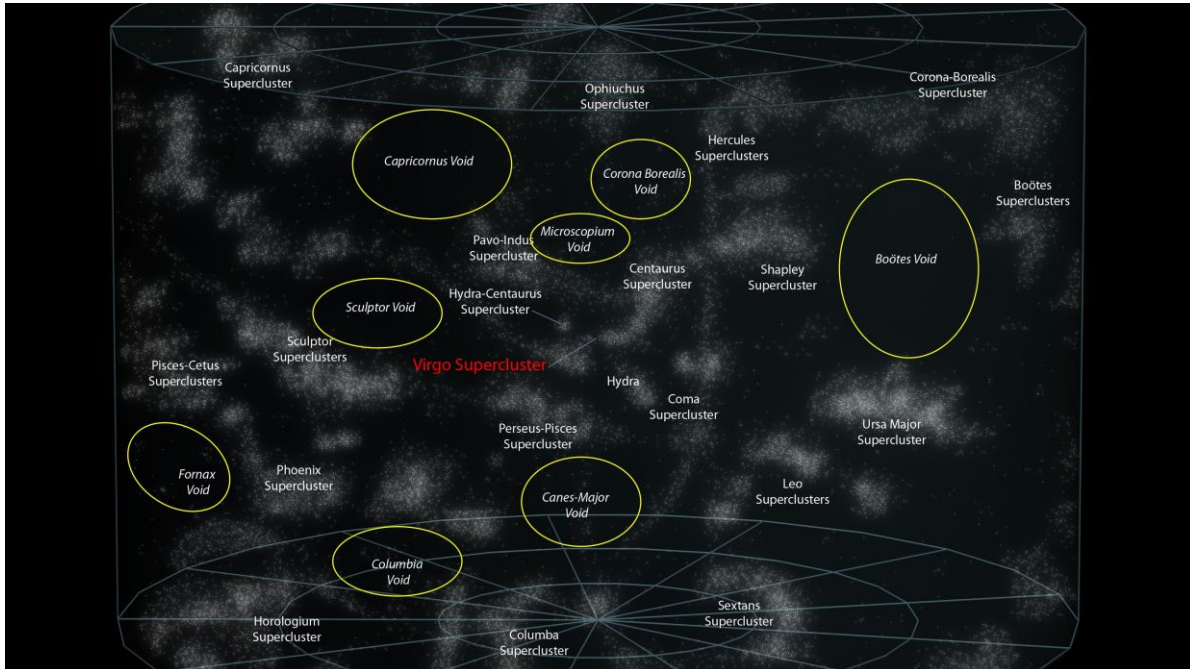 Capricornus
Supercluster
Ophiuchus
Supercluster
Corona-Borealis
Supercluster
Capricornus Void
Hercules
Superclusters
Corona Borealis
Void
Boötes
Superclusters
Microscopium
Void
Pavo-Indus
Supercluster
Centaurus
Supercluster
Shapley
Supercluster
Boötes Void
Hydra-Centaurus
Supercluster
Sculptor Void
Sculptor
Superclusters
Virgo Supercluster
Pisces-Cetus
Superclusters
Hydra
Coma
Supercluster
Perseus-Pisces
Supercluster
Ursa Major
Supercluster
Fornax
Void
Phoenix
Supercluster
Canes-Major
Void
Leo
Superclusters
Columbia
Void
Horologium
Supercluster
Columba
Supercluster
Sextans
Supercluster